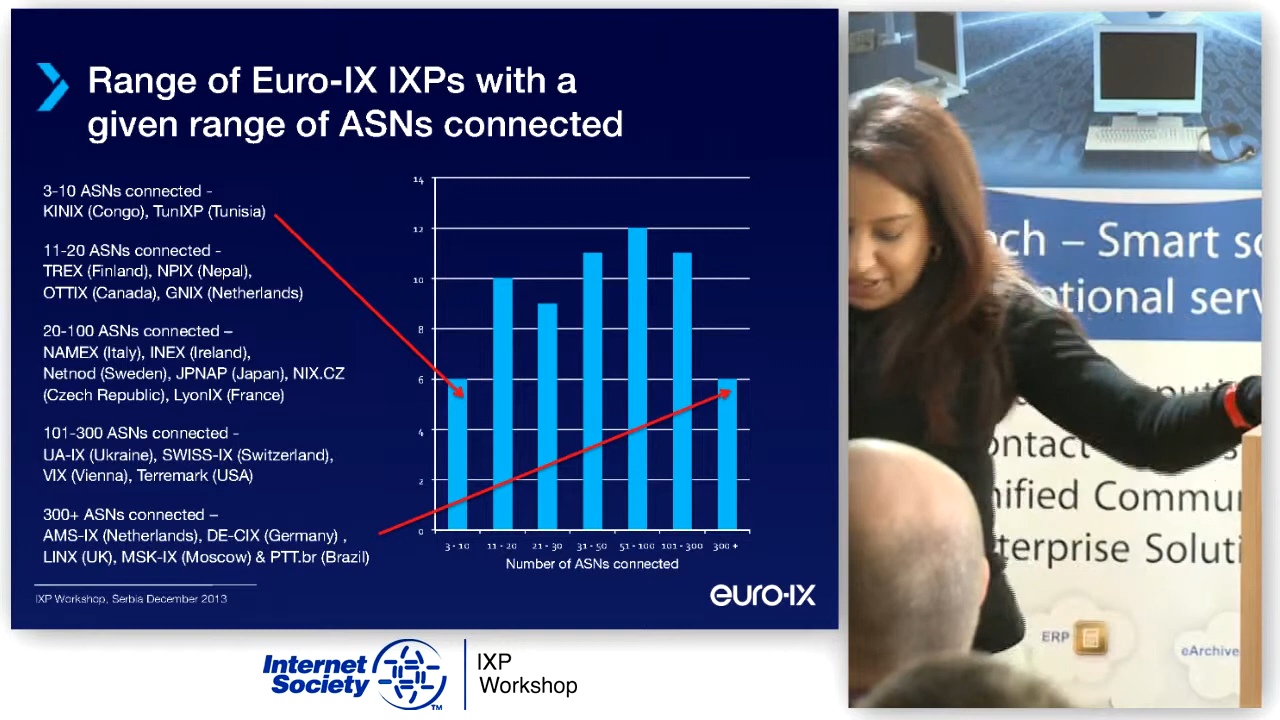 Range of Euro-IX IXPs with a
given range of ASNs connected
3-10 ASNs connected -
KINIX (Congo), TunIXP (Tunisia)
11-20 ASNs connected -
TREX (Finland), NPIX (Nepal),
OTTIX (Canada), GNIX (Netherlands)
20-100 ASNs connected –
NAMEX (Italy), INEX (Ireland),
Netnod (Sweden), JPNAP (Japan), NIX.CZ
(Czech Republic), LyonIX (France)
101-300 ASNs connected -
UA-IX (Ukraine), SWISS-IX (Switzerland),
VIX (Vienna), Terremark (USA)
300+ ASNs connected –
AMS-IX (Netherlands), DE-CIX (Germany) ,
LINX (UK), MSK-IX (Moscow) & PTT.br (Brazil)
14
12
10
8
6
4
2
0
3 - 10 11 - 20 21 - 30 31 - 50 51 - 100 101 - 300 300 +
Number of ASNs connected
IXP Workshop, Serbia December 2013
euro-ix
Internet
Society
TM
IXP
Workshop
ch – Smart so
tional serv
ontact
nified Commun
terprise Soluti
ERP
eArchive